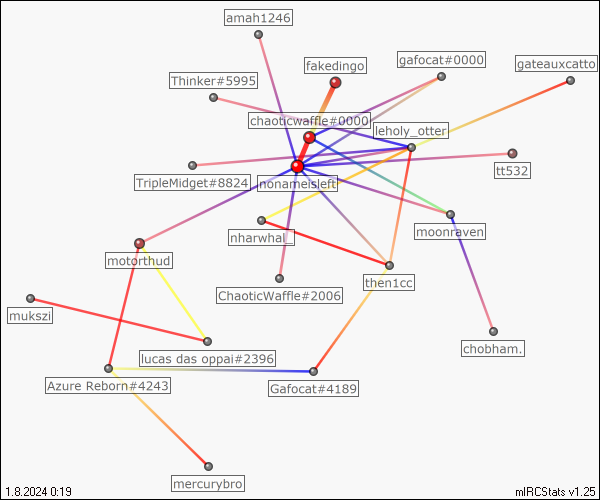 amah1246
fakedingo
gafocat#0000
gateauxcatto
Thinker#5995
chaoticwaffle#0000
leholy_otter
tt532
TripleMidget#8824
nonameisleft
moonraven
nharwhal_
motorthud
then1cc
ChaoticWaffle#2006
mukszi
chobham.
lucas das oppai#2396
Azure Reborn#4243
Gafocat#4189
mercurybro
1.8.2024 0:19
mIRCStats v1.25